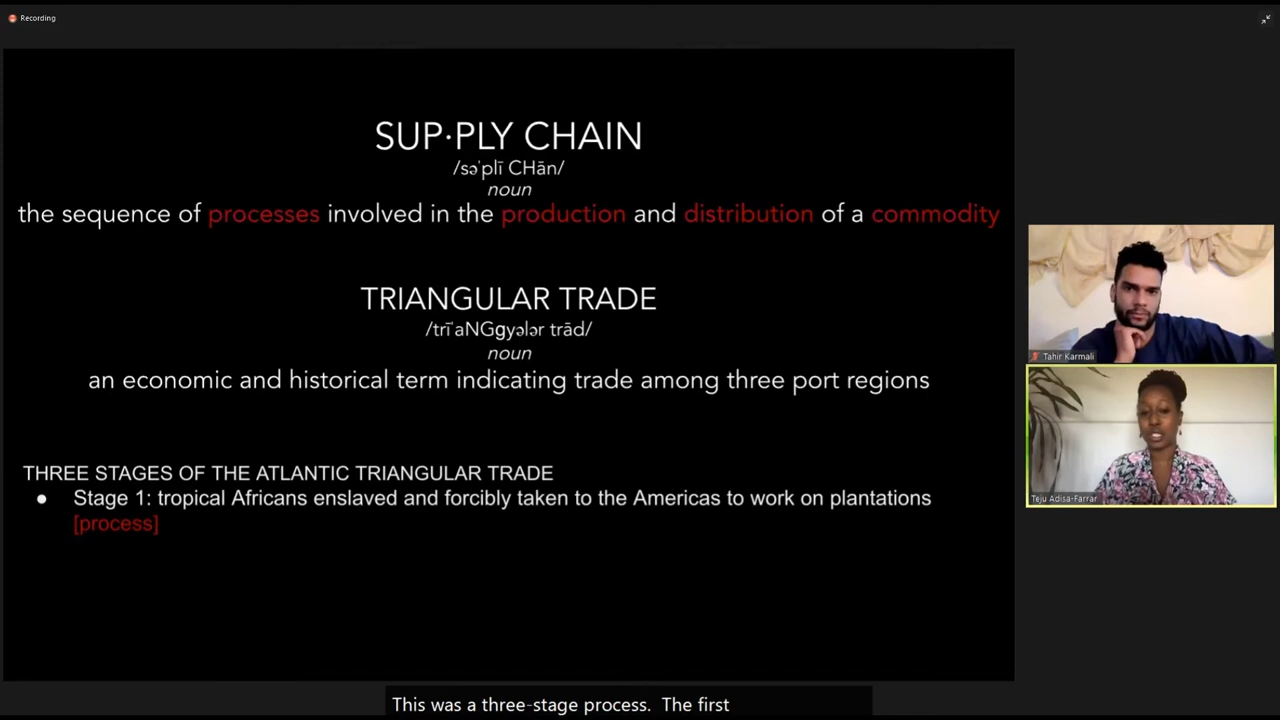 Recording
SUP·PLY CHAIN
/səˈplī CHān/
noun
the sequence of processes involved in the production and distribution of a commodity
TRIANGULAR TRADE
/trīˈaNGgyələr trād/
noun
an economic and historical term indicating trade among three port regions
THREE STAGES OF THE ATLANTIC TRIANGULAR TRADE
● Stage 1: tropical Africans enslaved and forcibly taken to the Americas to work on plantations
[process]
Tahir Karmali
Teju Adisa-Farrar
This was a three-stage process. The first